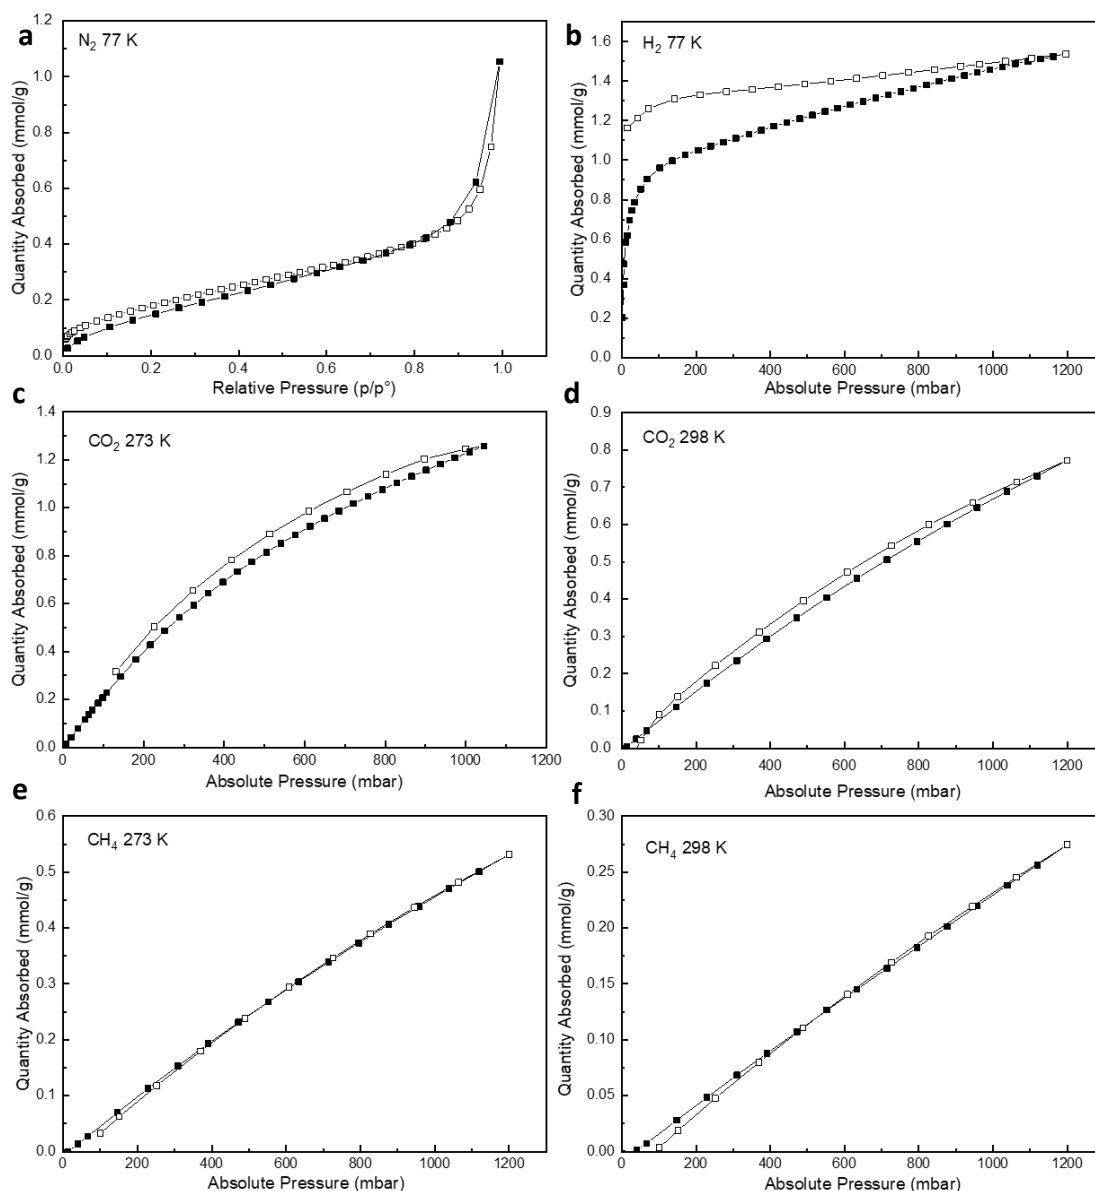 a
N₂ 77 K
Quantity Absorbed (mmol/g)
1.2
1.0
0.8
0.6
0.4
0.2
0.0
0.0 0.2 0.4 0.6 0.8 1.0
Relative Pressure (p/p°)
b
H₂ 77 K
Quantity Absorbed (mmol/g)
1.6
1.4
1.2
1.0
0.8
0.6
0.4
0.2
0.0
0 200 400 600 800 1000 1200
Absolute Pressure (mbar)
c
CO₂ 273 K
Quantity Absorbed (mmol/g)
1.4
1.2
1.0
0.8
0.6
0.4
0.2
0.0
0 200 400 600 800 1000 1200
Absolute Pressure (mbar)
d
CO₂ 298 K
Quantity Absorbed (mmol/g)
0.9
0.8
0.7
0.6
0.5
0.4
0.3
0.2
0.1
0.0
0 200 400 600 800 1000 1200
Absolute Pressure (mbar)
e
CH₄ 273 K
Quantity Absorbed (mmol/g)
0.6
0.5
0.4
0.3
0.2
0.1
0.0
0 200 400 600 800 1000 1200
Absolute Pressure (mbar)
f
CH₄ 298 K
Quantity Absorbed (mmol/g)
0.30
0.25
0.20
0.15
0.10
0.05
0.00
0 200 400 600 800 1000 1200
Absolute Pressure (mbar)